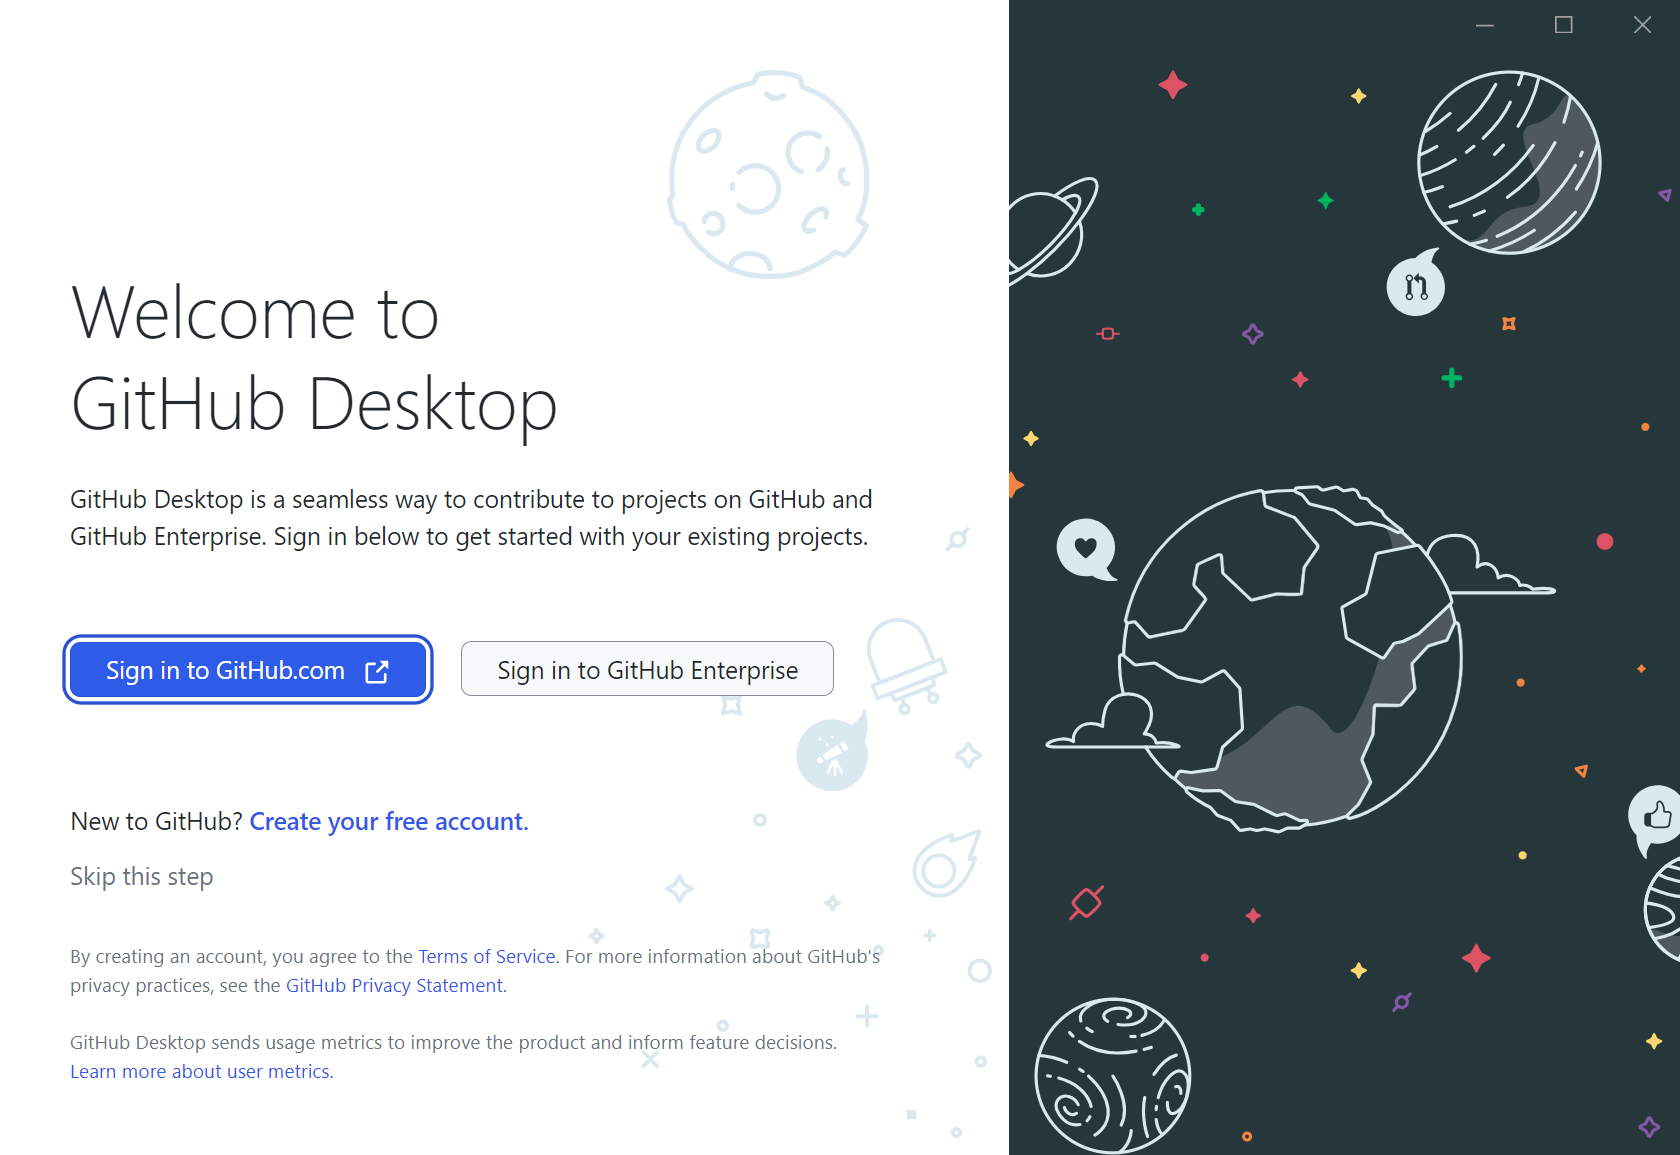 Welcome to
GitHub Desktop
GitHub Desktop is a seamless way to contribute to projects on GitHub and
GitHub Enterprise. Sign in below to get started with your existing projects.
Sign in to GitHub.com
Sign in to GitHub Enterprise
New to GitHub? Create your free account.
Skip this step
By creating an account, you agree to the Terms of Service. For more information about GitHub's
privacy practices, see the GitHub Privacy Statement.
GitHub Desktop sends usage metrics to improve the product and inform feature decisions.
Learn more about user metrics.